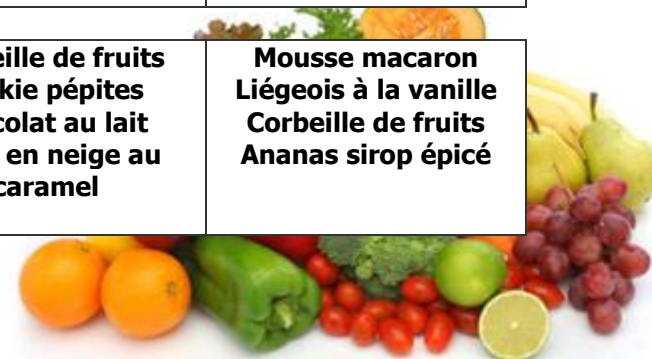 eille de fruits
kie pépites
colat au lait
en neige au
caramel
Mousse macaron
Liégeois à la vanille
Corbeille de fruits
Ananas sirop épicé